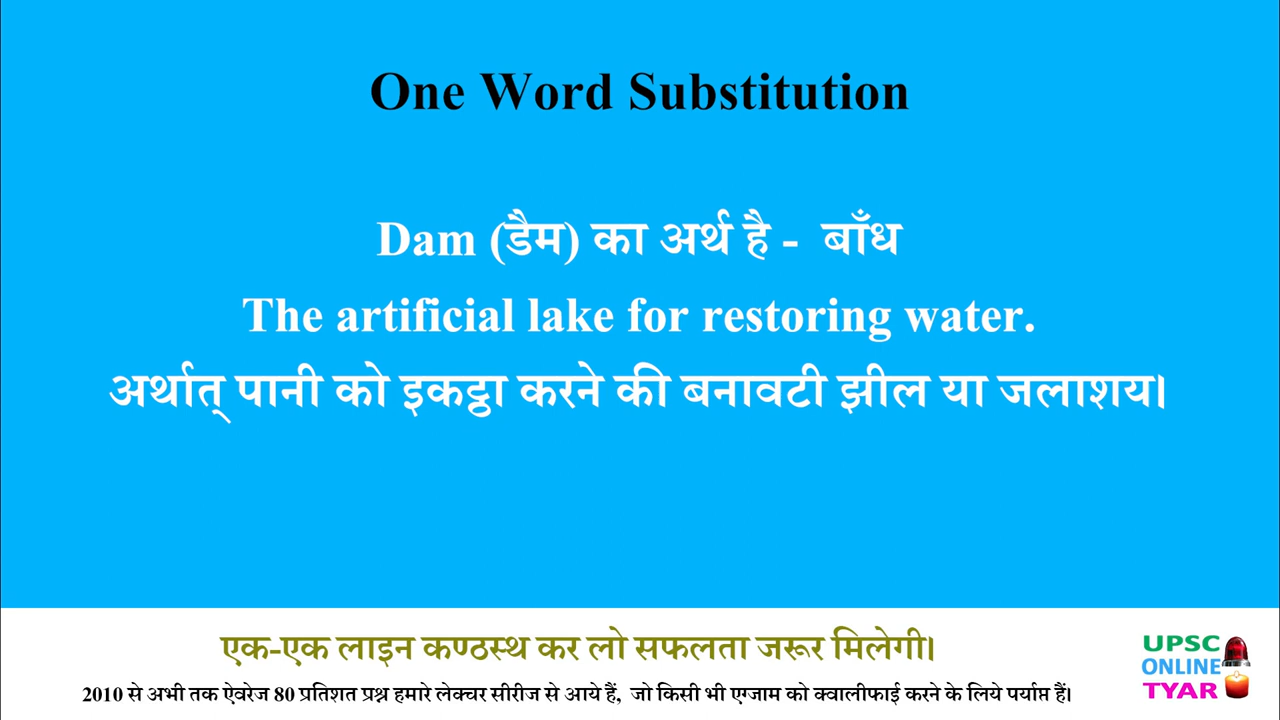 One Word Substitution
Dam (डैम) का अर्थ है - बाँध
The artificial lake for restoring water.
अर्थात् पानी को इकट्ठा करने की बनावटी झील या जलाशय।
एक-एक लाइन कण्ठस्थ कर लो सफलता जरूर मिलेगी।
2010 से अभी तक ऐवरेज 80 प्रतिशत प्रश्न हमारे लेक्चर सीरीज से आये हैं, जो किसी भी एग्जाम को क्वालीफाई करने के लिये पर्याप्त हैं।
UPSC
ONLINE
TYAR